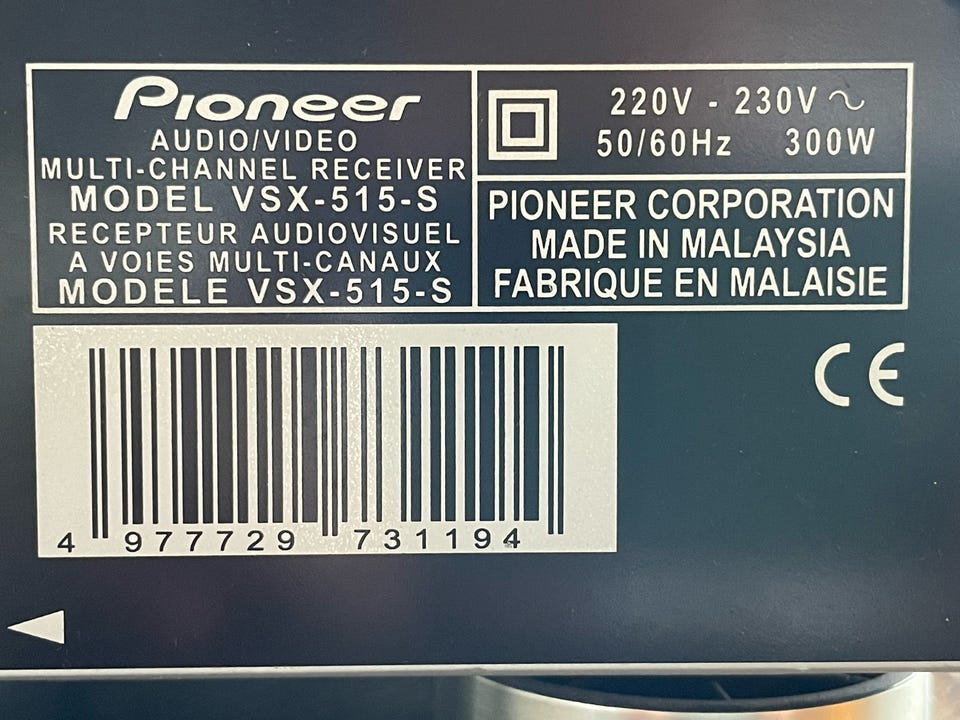 Pioneer
AUDIO/VIDEO
MULTI-CHANNEL RECEIVER
MODEL VSX-515-S
RECEPTEUR AUDIOVISUEL
A VOIES MULTI-CANAUX
MODELE VSX-515-S
220V - 230V ~
50/60Hz 300W
PIONEER CORPORATION
MADE IN MALAYSIA
FABRIQUE EN MALAISIE
CE
4 977729 731194